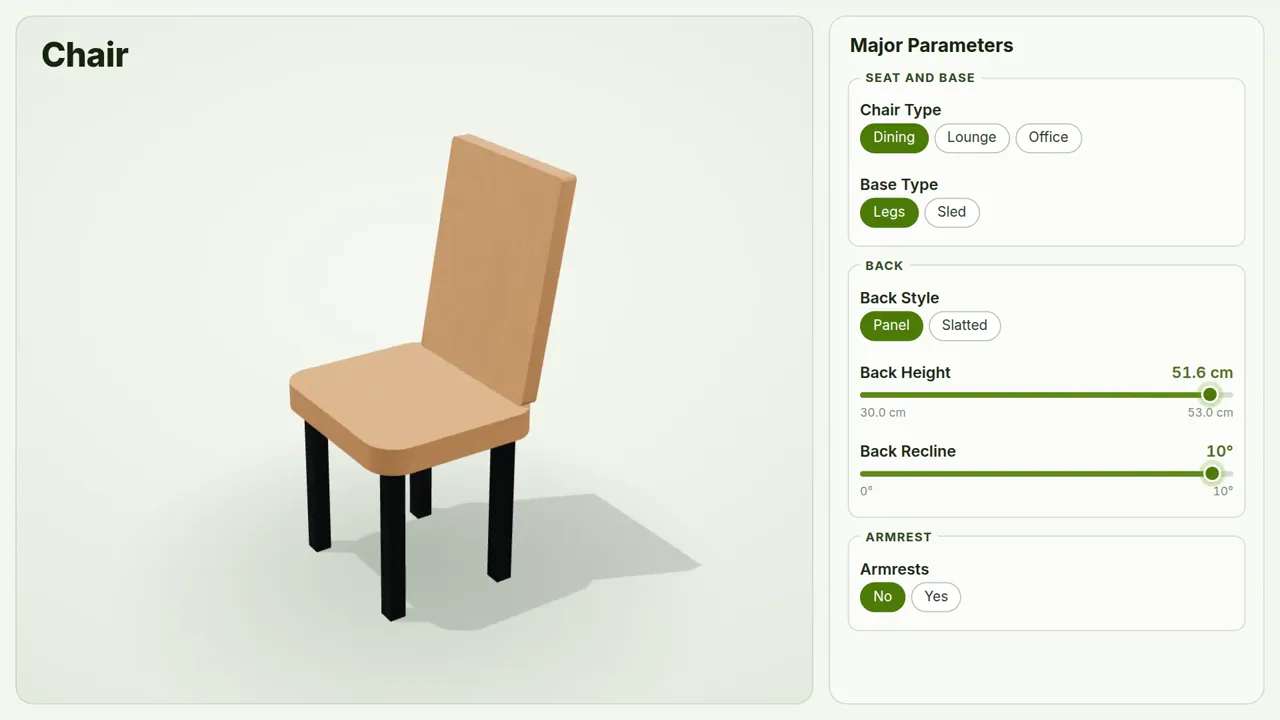 Chair
Major Parameters
SEAT AND BASE
Chair Type
Dining Lounge Office
Base Type
Legs Sled
BACK
Back Style
Panel Slatted
Back Height 51.6 cm
30.0 cm 53.0 cm
Back Recline 10°
0° 10°
ARMREST
Armrests
No Yes